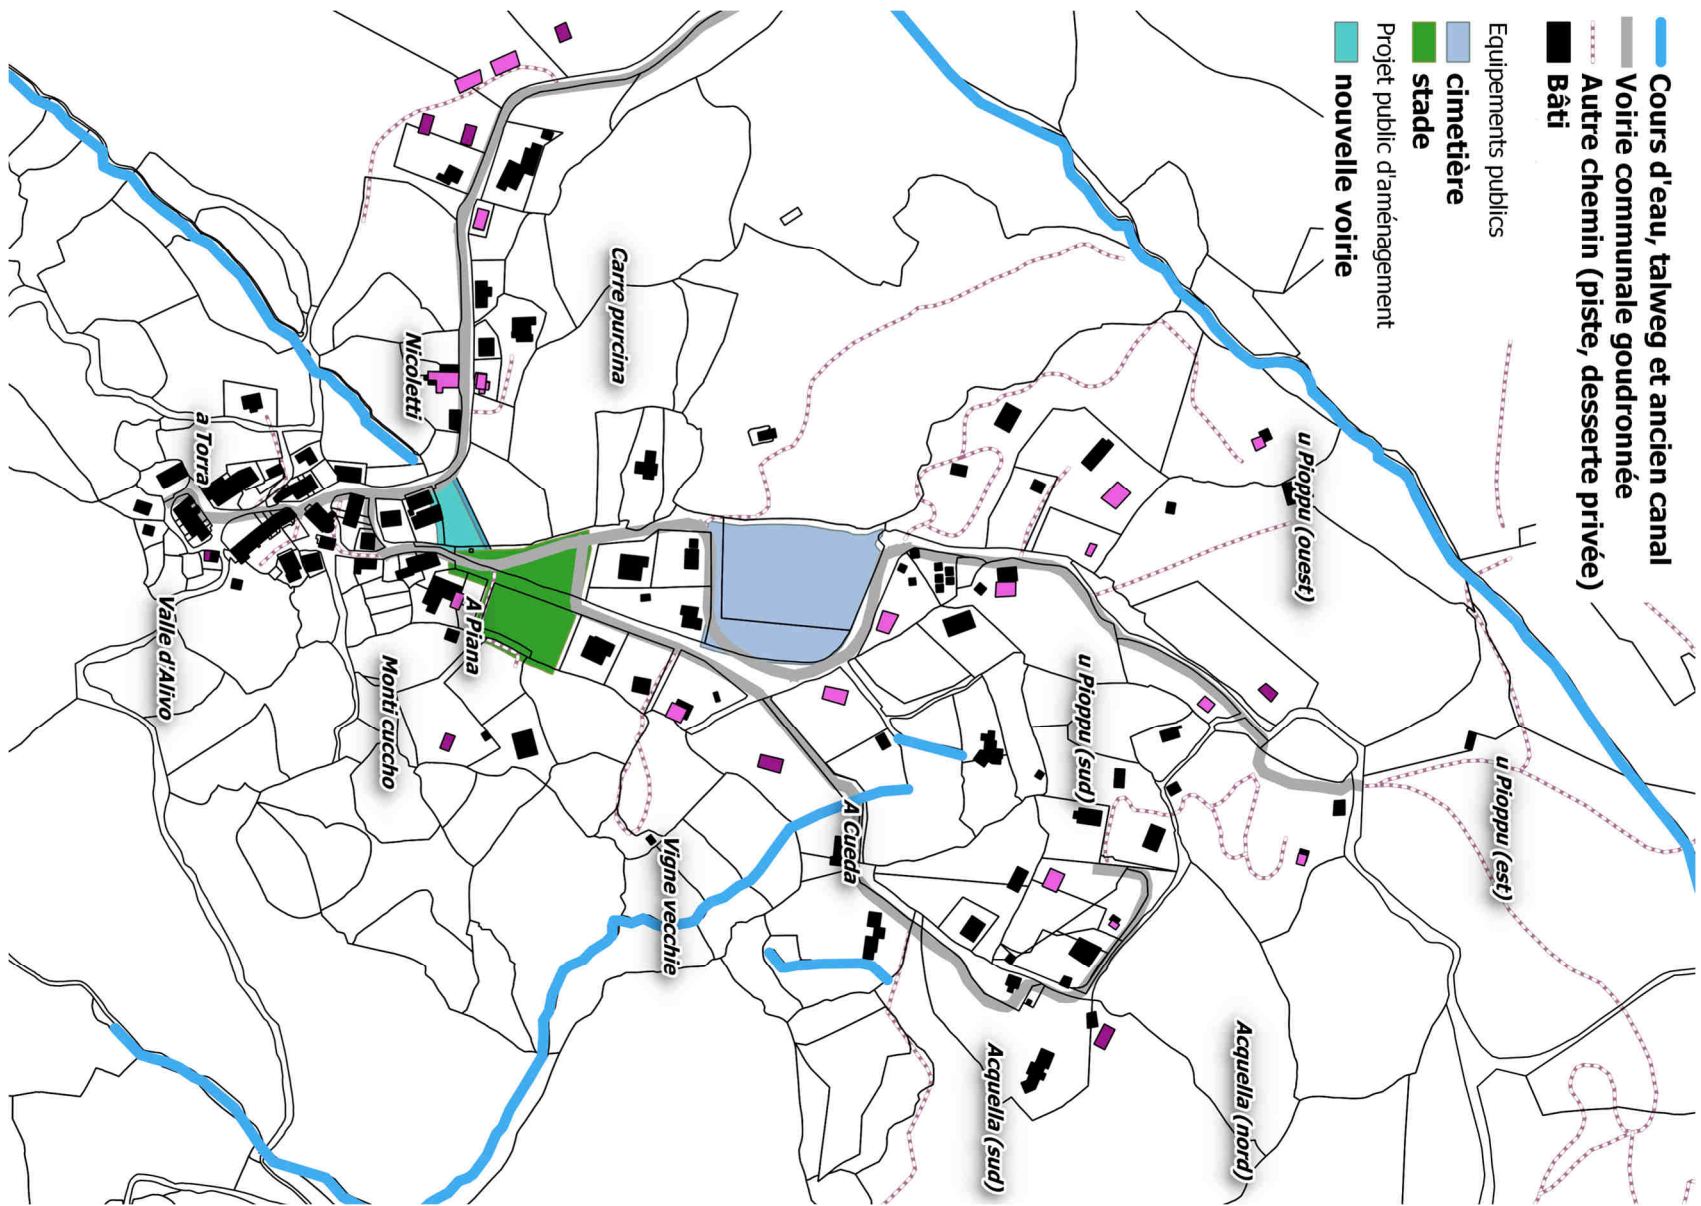 Cours d'eau, talweg et ancien canal
Voirie communale goudronnée
Autre chemin (piste, desserte privée)
Bâti
Equipements publics
cimetière
stade
Projet public d'aménagement
nouvelle voirie
u Pioppu (est)
u Pioppu (ouest)
Acquella (nord)
u Pioppu (sud)
Acquella (sud)
A Cueda
Vigne vecchie
Carre purcina
A Piana
Nicoletti
Monti cuccho
a Torra
Valle d'Alivo